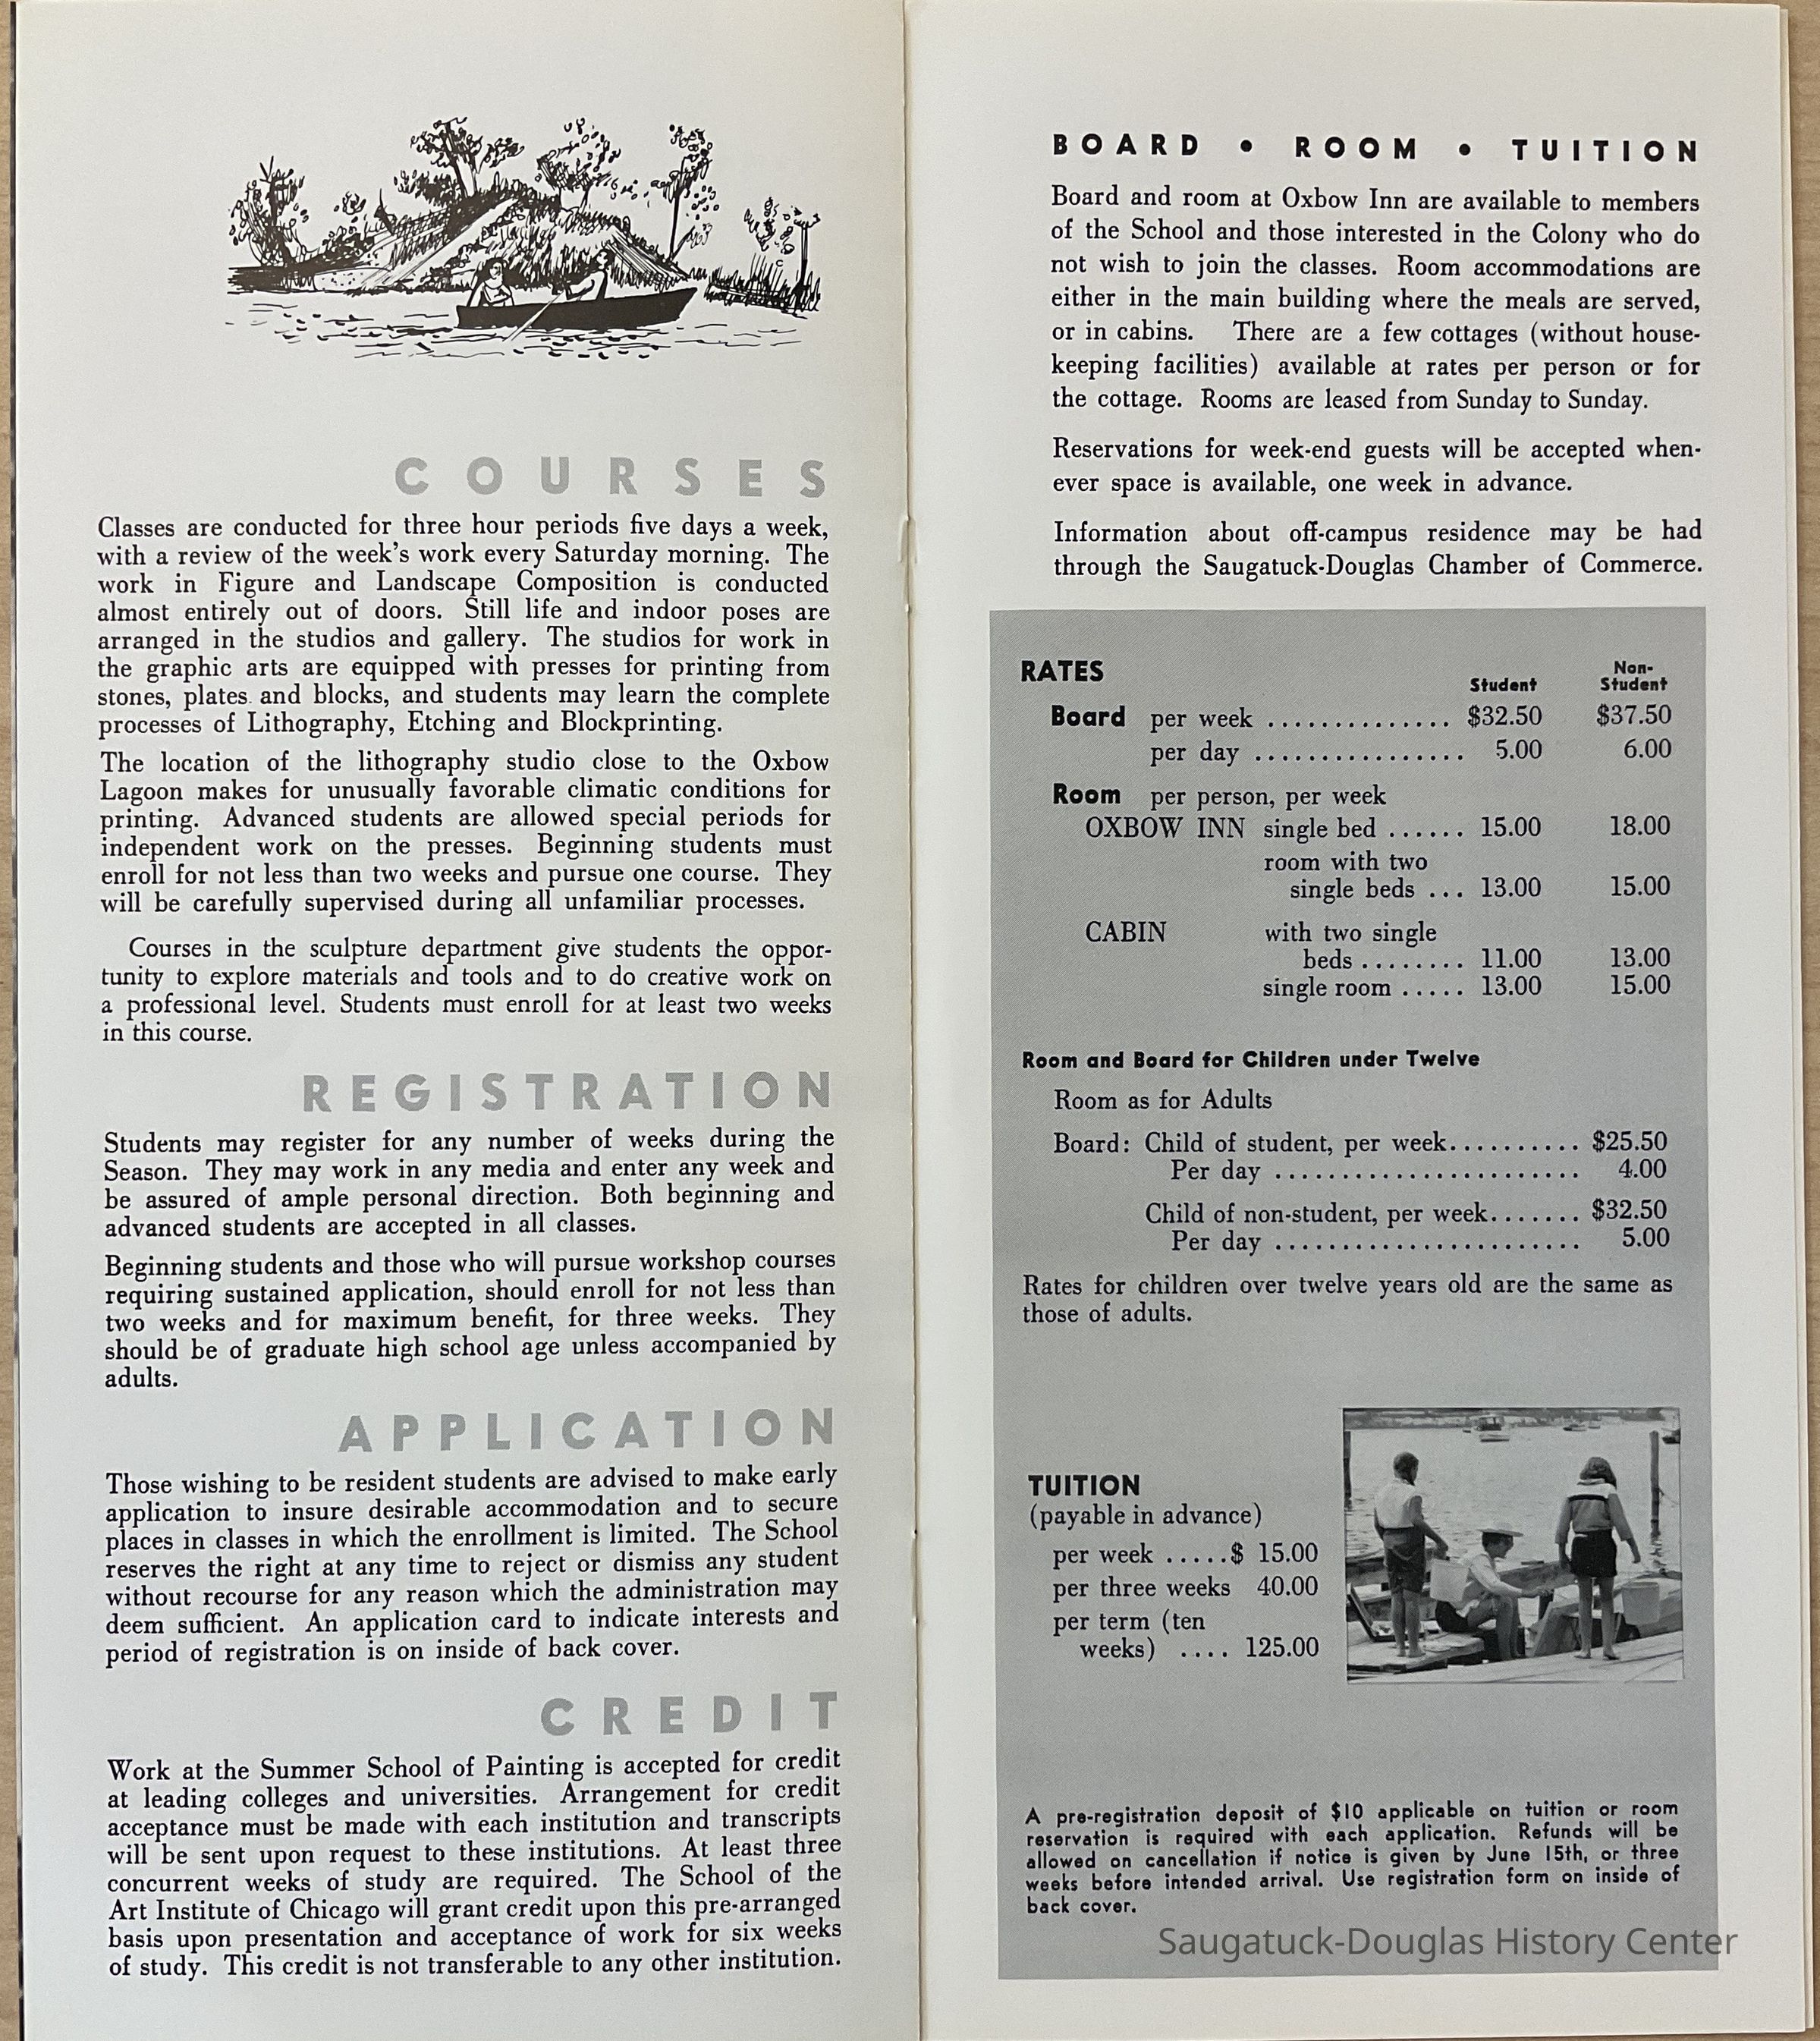 COURSES
Classes are conducted for three hour periods five days a week,
with a review of the week's work every Saturday morning. The
work in Figure and Landscape Composition is conducted
almost entirely out of doors. Still life and indoor poses are
arranged in the studios and gallery. The studios for work in
the graphic arts are equipped with presses for printing from
stones, plates and blocks, and students may learn the complete
processes of Lithography, Etching and Blockprinting.
The location of the lithography studio close to the Oxbow
Lagoon makes for unusually favorable climatic conditions for
printing. Advanced students are allowed special periods for
independent work on the presses. Beginning students must
enroll for not less than two weeks and pursue one course. They
will be carefully supervised during all unfamiliar processes.
Courses in the sculpture department give students the oppor-
tunity to explore materials and tools and to do creative work on
a professional level. Students must enroll for at least two weeks
in this course.
REGISTRATION
Students may register for any number of weeks during the
Season. They may work in any media and enter any week and
be assured of ample personal direction. Both beginning and
advanced students are accepted in all classes.
Beginning students and those who will pursue workshop courses
requiring sustained application, should enroll for not less than
two weeks and for maximum benefit, for three weeks. They
should be of graduate high school age unless accompanied by
adults.
APPLICATION
Those wishing to be resident students are advised to make early
application to insure desirable accommodation and to secure
places in classes in which the enrollment is limited. The School
reserves the right at any time to reject or dismiss any student
without recourse for any reason which the administration may
deem sufficient. An application card to indicate interests and
period of registration is on inside of back cover.
CREDIT
Work at the Summer School of Painting is accepted for credit
at leading colleges and universities. Arrangement for credit
acceptance must be made with each institution and transcripts
will be sent upon request to these institutions. At least three
concurrent weeks of study are required. The School of the
Art Institute of Chicago will grant credit upon this pre-arranged
basis upon presentation and acceptance of work for six weeks
of study. This credit is not transferable to any other institution.
BOARD • ROOM • TUITION
Board and room at Oxbow Inn are available to members
of the School and those interested in the Colony who do
not wish to join the classes. Room accommodations are
either in the main building where the meals are served,
or in cabins. There are a few cottages (without house-
keeping facilities) available at rates per person or for
the cottage. Rooms are leased from Sunday to Sunday.
Reservations for week-end guests will be accepted when-
ever space is available, one week in advance.
Information about off-campus residence may be had
through the Saugatuck-Douglas Chamber of Commerce.
RATES
Student Non-Student
Board per week .............. $32.50 $37.50
per day ................ 5.00 6.00
Room per person, per week
OXBOW INN single bed ...... 15.00 18.00
room with two
single beds ... 13.00 15.00
CABIN with two single
beds ........ 11.00 13.00
single room ..... 13.00 15.00
Room and Board for Children under Twelve
Room as for Adults
Board: Child of student, per week.......... $25.50
Per day ....................... 4.00
Child of non-student, per week....... $32.50
Per day ....................... 5.00
Rates for children over twelve years old are the same as
those of adults.
TUITION
(payable in advance)
per week .....$ 15.00
per three weeks 40.00
per term (ten
weeks) .... 125.00
A pre-registration deposit of $10 applicable on tuition or room
reservation is required with each application. Refunds will be
allowed on cancellation if notice is given by June 15th, or three
weeks before intended arrival. Use registration form on inside of
back cover.
Saugatuck-Douglas History Center